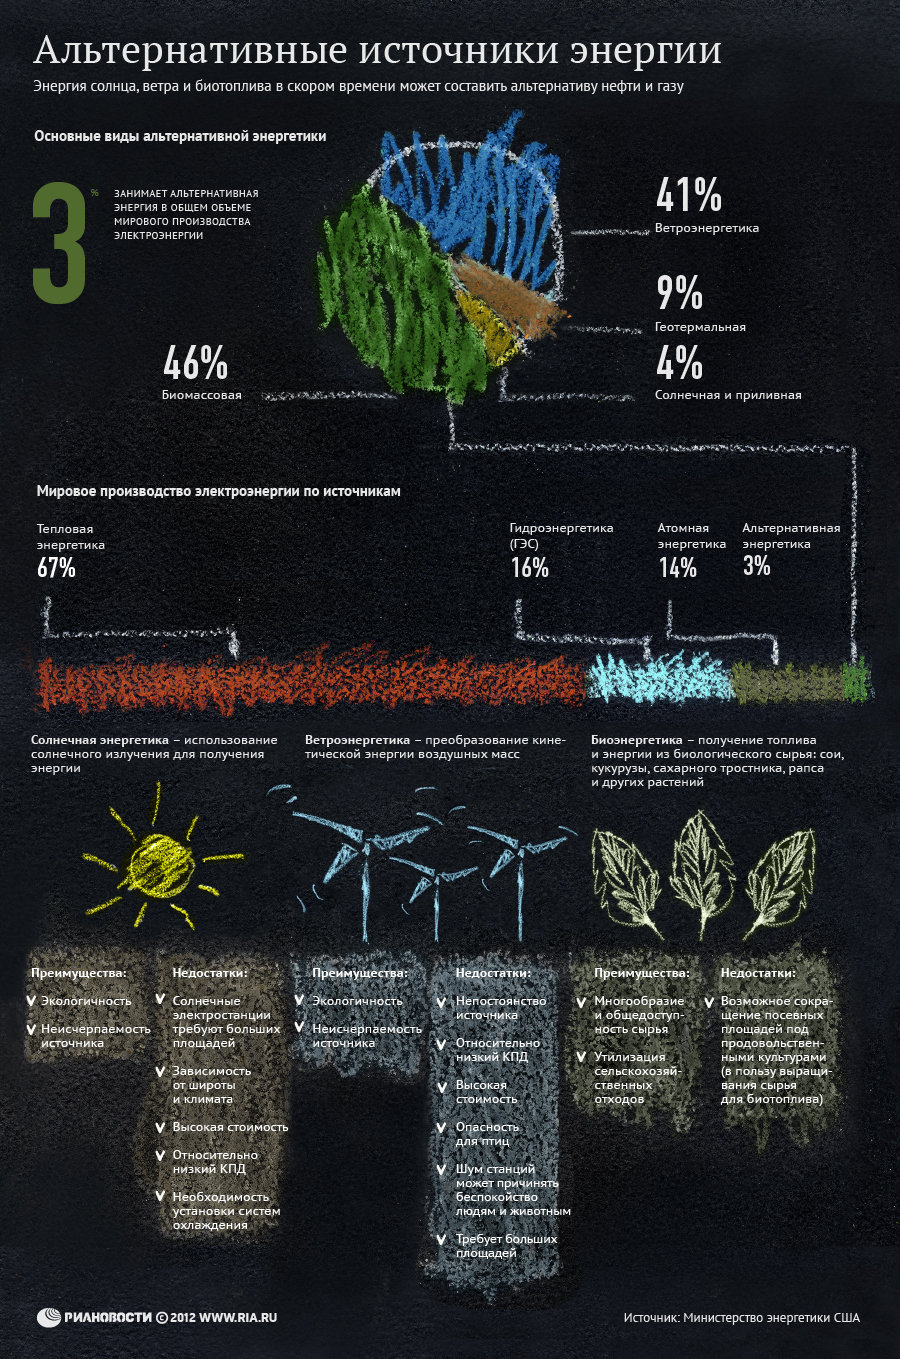 Альтернативные источники энергии
Энергия солнца, ветра и биотоплива в скором времени может составить альтернативу нефти и газу
Основные виды альтернативной энергетики
3%
ЗАНИМАЕТ АЛЬТЕРНАТИВНАЯ
ЭНЕРГИЯ В ОБЩЕМ ОБЪЕМЕ
МИРОВОГО ПРОИЗВОДСТВА
ЭЛЕКТРОЭНЕРГИИ
41%
Ветроэнергетика
9%
Геотермальная
46%
Биомассовая
4%
Солнечная и приливная
Мировое производство электроэнергии по источникам
Тепловая
энергетика
67%
Гидроэнергетика
(ГЭС)
16%
Атомная
энергетика
14%
Альтернативная
энергетика
3%
Солнечная энергетика – использование
солнечного излучения для получения
энергии
Ветроэнергетика – преобразование кине-
тической энергии воздушных масс
Биоэнергетика – получение топлива
и энергии из биологического сырья: сои,
кукурузы, сахарного тростника, рапса
и других растений
Преимущества:
Экологичность
Неисчерпаемость
источника
Недостатки:
Солнечные
электростанции
требуют больших
площадей
Зависимость
от широты
и климата
Высокая стоимость
Относительно
низкий КПД
Необходимость
установки систем
охлаждения
Преимущества:
Экологичность
Неисчерпаемость
источника
Недостатки:
Непостоянство
источника
Относительно
низкий КПД
Высокая
стоимость
Опасность
для птиц
Шум станций
может причинять
беспокойство
людям и животным
Требует больших
площадей
Преимущества:
Многообразие
и общедоступ-
ность сырья
Утилизация
сельскохозяй-
ственных
отходов
Недостатки:
Возможное сокра-
щение посевных
площадей под
продовольствен-
ными культурами
(в пользу выращи-
вания сырья
для биотоплива)
РИАНОВОСТИ © 2012 WWW.RIA.RU
Источник: Министерство энергетики США